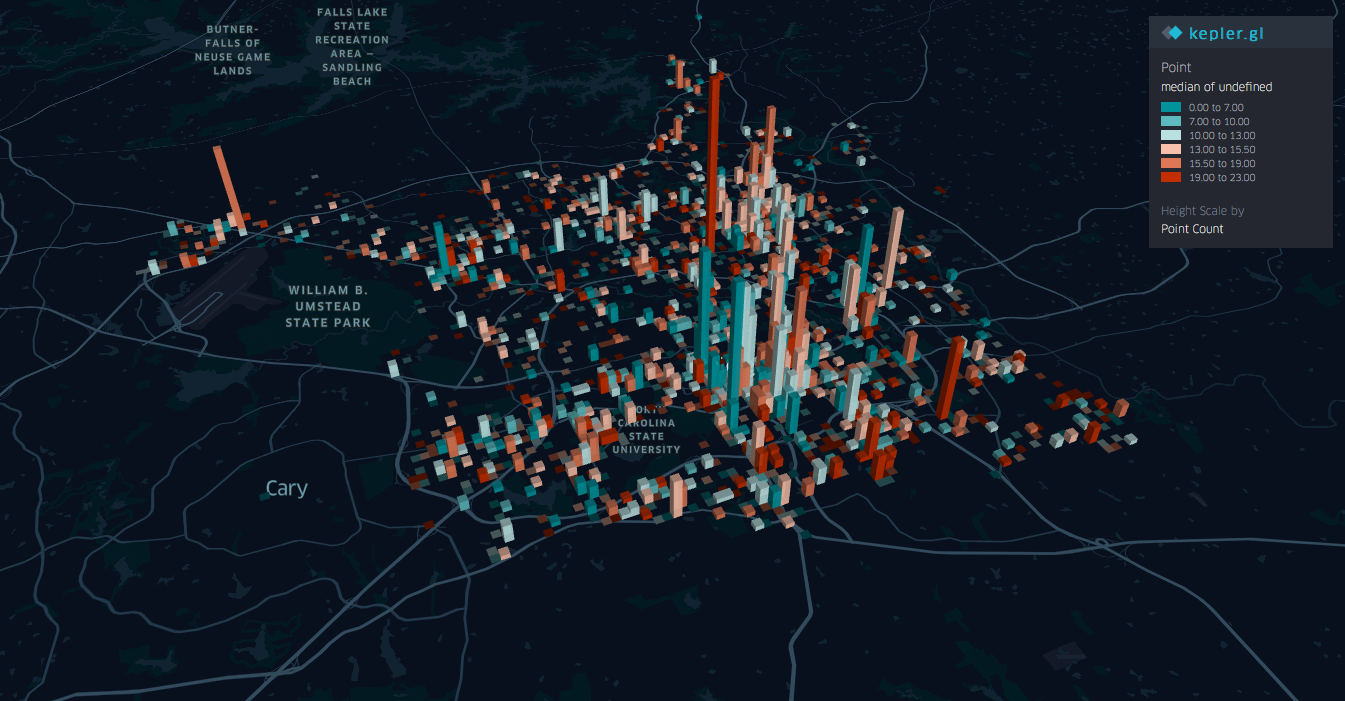 BUTNER-
FALLS OF
NEUSE GAME
LANDS
FALLS LAKE
STATE
RECREATION
AREA –
SANDLING
BEACH
kepler.gl
Point
median of undefined
0.00 to 7.00
7.00 to 10.00
10.00 to 13.00
13.00 to 15.50
15.50 to 19.00
19.00 to 23.00
Height Scale by
Point Count
WILLIAM B.
UMSTEAD
STATE PARK
CAROLINA
STATE
UNIVERSITY
Cary